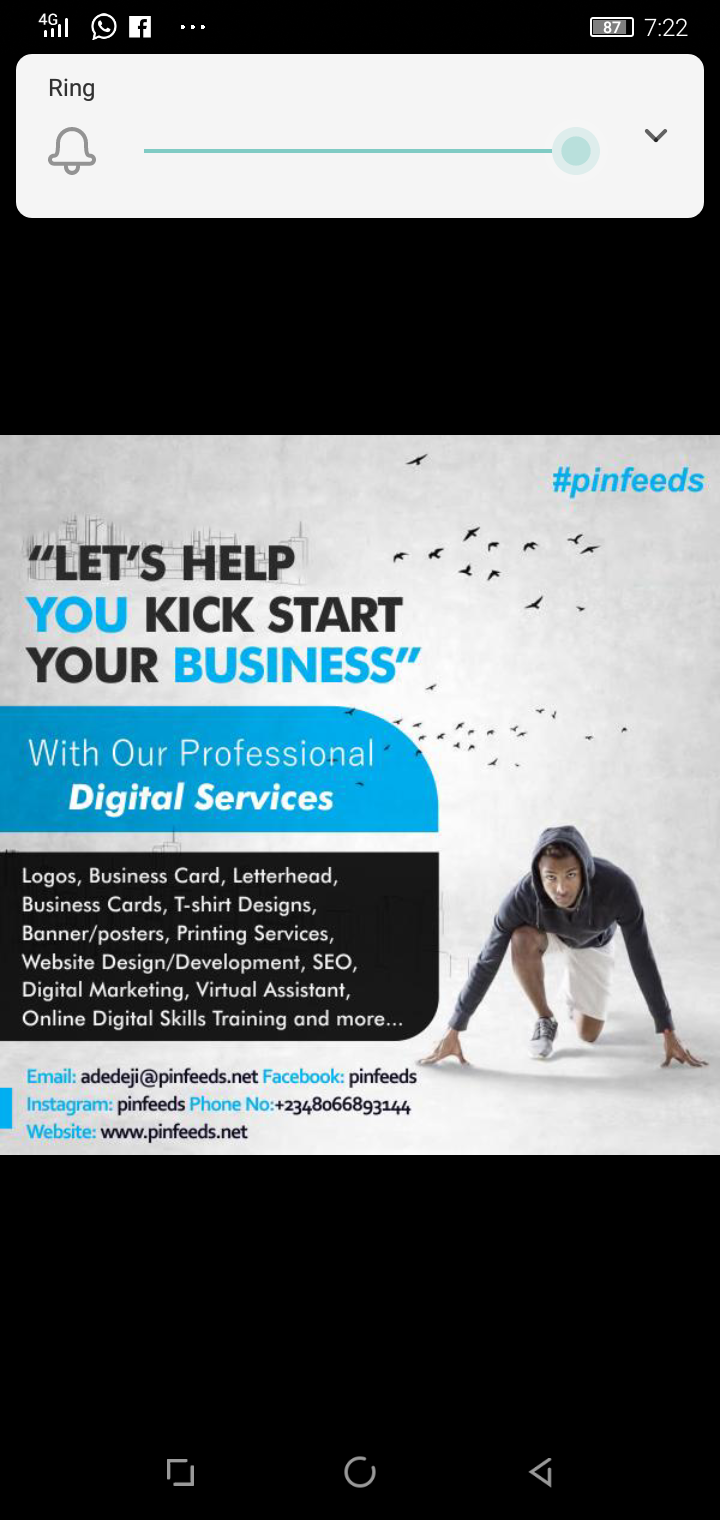 4G
87 7:22
Ring
#pinfeeds
“LET’S HELP
YOU KICK START
YOUR BUSINESS”
With Our Professional
Digital Services
Logos, Business Card, Letterhead,
Business Cards, T-shirt Designs,
Banner/posters, Printing Services,
Website Design/Development, SEO,
Digital Marketing, Virtual Assistant,
Online Digital Skills Training and more...
Email: adedeji@pinfeeds.net Facebook: pinfeeds
Instagram: pinfeeds Phone No:+2348066893144
Website: www.pinfeeds.net